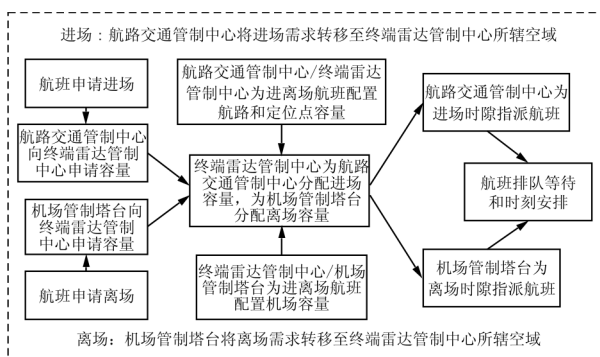 进场：航路交通管制中心将进场需求转移至终端雷达管制中心所辖空域
航班申请进场
航路交通管制中心
向终端雷达管制
中心申请容量
机场管制塔台向
终端雷达管制
中心申请容量
航班申请离场
航路交通管制中心/终端雷达
管制中心为进离场航班配置
航路和定位点容量
终端雷达管制中心为航路
交通管制中心分配进场
容量，为机场管制塔台
分配离场容量
终端雷达管制中心/机场
管制塔台为进离场航班
配置机场容量
航路交通管制中心为
进场时隙指派航班
航班排队等待
和时刻安排
机场管制塔台为
离场时隙指派航班
离场：机场管制塔台将离场需求转移至终端雷达管制中心所辖空域